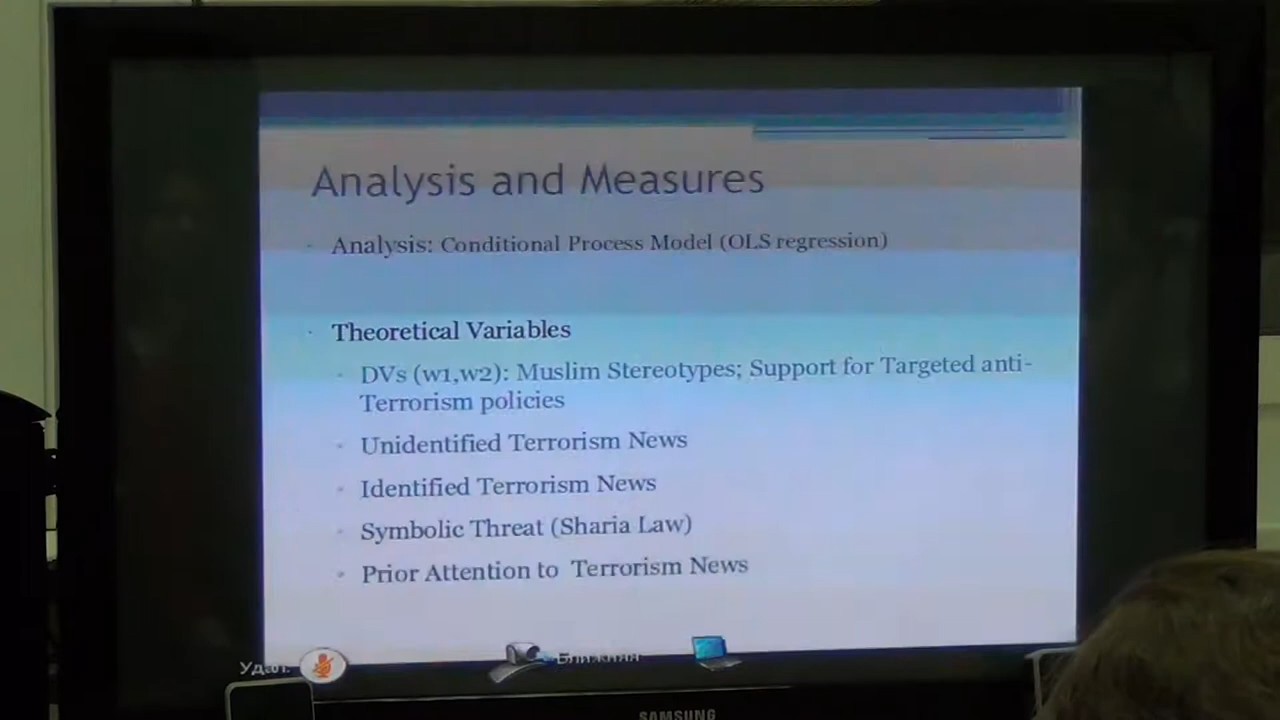 Analysis and Measures
Analysis: Conditional Process Model (OLS regression)
Theoretical Variables
DVs (w1,w2): Muslim Stereotypes; Support for Targeted anti-
Terrorism policies
Unidentified Terrorism News
Identified Terrorism News
Symbolic Threat (Sharia Law)
Prior Attention to Terrorism News
Ближняя
SAMSUNG